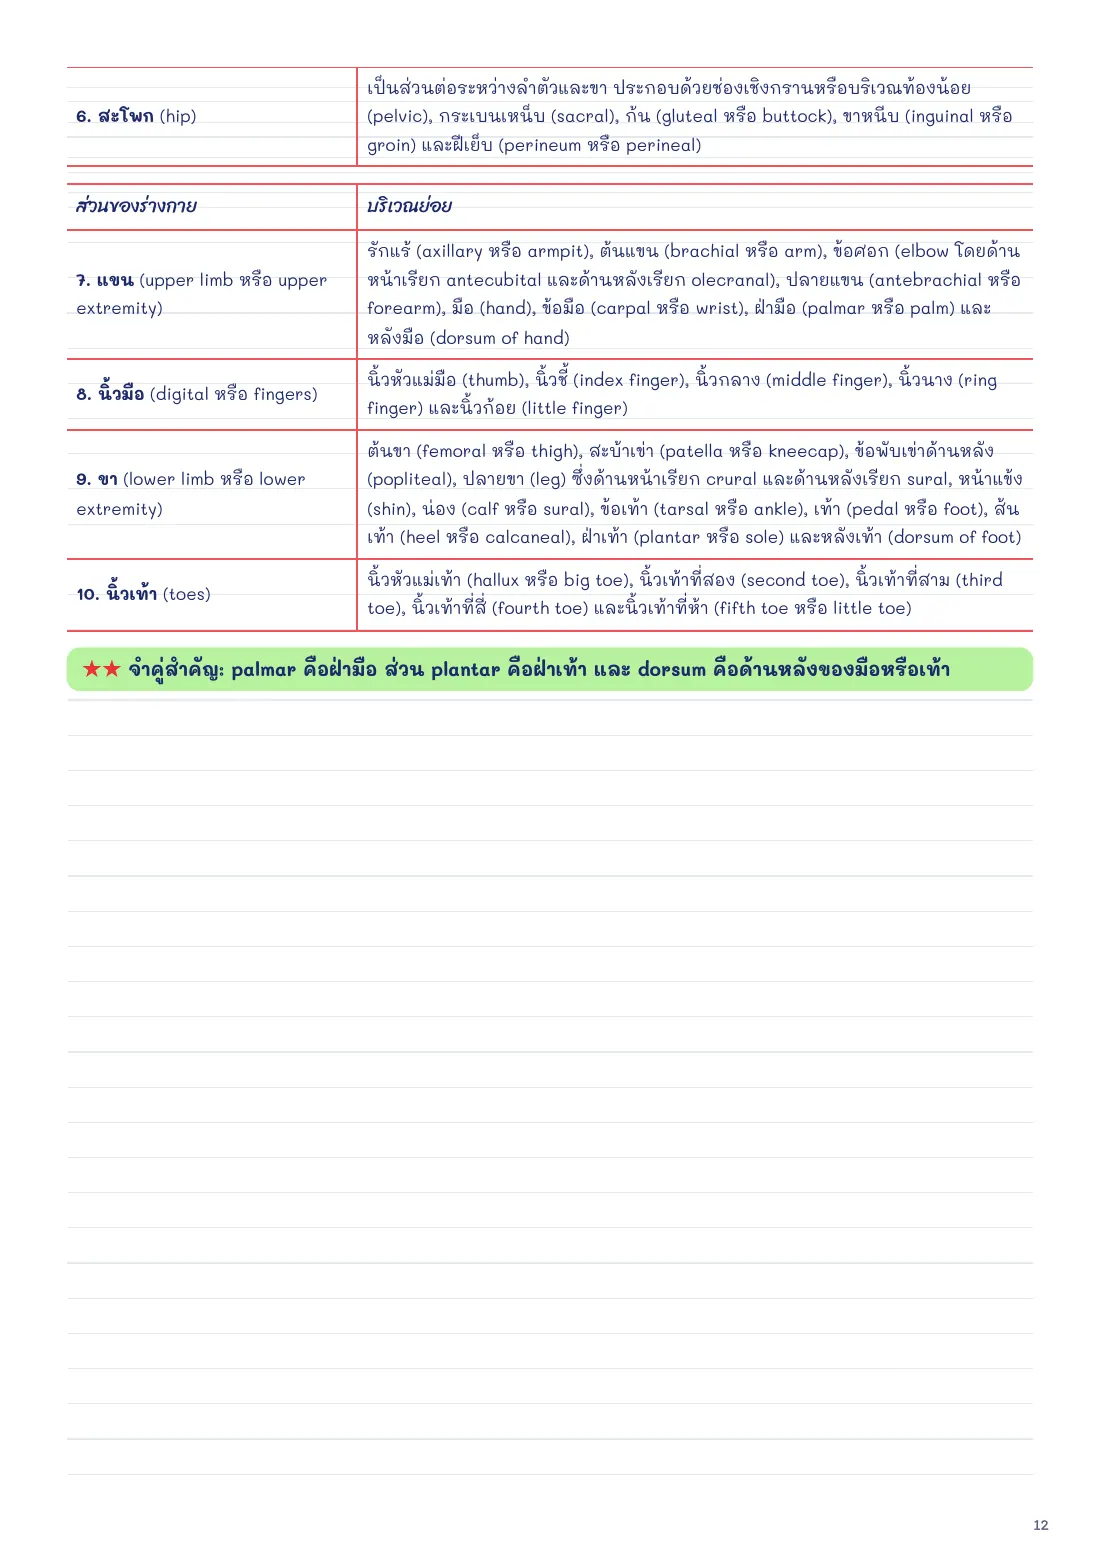 เป็นส่วนต่อระหว่างลำตัวและขา ประกอบด้วยช่องเชิงกรานหรือบริเวณท้องน้อย
6. สะโพก (hip)
(pelvic), กระเบนเหน็บ (sacral), ก้น (gluteal หรือ buttock), ขาหนีบ (inguinal หรือ
groin) และฝีเย็บ (perineum หรือ perineal)
ส่วนของร่างกาย
บริเวณย่อย
7. แขน (upper limb หรือ upper
extremity)
รักแร้ (axillary หรือ armpit), ต้นแขน (brachial หรือ arm), ข้อศอก (elbow โดยด้าน
หน้าเรียก antecubital และด้านหลังเรียก olecranal), ปลายแขน (antebrachial หรือ
forearm), มือ (hand), ข้อมือ (carpal หรือ wrist), ฝ่ามือ (palmar หรือ palm) และ
หลังมือ (dorsum of hand)
8. นิ้วมือ (digital หรือ fingers)
นิ้วหัวแม่มือ (thumb), นิ้วชี้ (index finger), นิ้วกลาง (middle finger), นิ้วนาง (ring
finger) และนิ้วก้อย (little finger)
9. ขา (lower limb หรือ lower
extremity)
ต้นขา (femoral หรือ thigh), สะบ้าเข่า (patella หรือ kneecap), ข้อพับเข่าด้านหลัง
(popliteal), ปลายขา (leg) ซึ่งด้านหน้าเรียก crural และด้านหลังเรียก sural, หน้าแข้ง
(shin), น่อง (calf หรือ sural), ข้อเท้า (tarsal หรือ ankle), เท้า (pedal หรือ foot), ส้น
เท้า (heel หรือ calcaneal), ฝ่าเท้า (plantar หรือ sole) และหลังเท้า (dorsum of foot)
10. นิ้วเท้า (toes)
นิ้วหัวแม่เท้า (hallux หรือ big toe), นิ้วเท้าที่สอง (second toe), นิ้วเท้าที่สาม (third
toe), นิ้วเท้าที่สี่ (fourth toe) และนิ้วเท้าที่ห้า (fifth toe หรือ little toe)
★★ จำคู่สำคัญ: palmar คือฝ่ามือ ส่วน plantar คือฝ่าเท้า และ dorsum คือด้านหลังของมือหรือเท้า
12